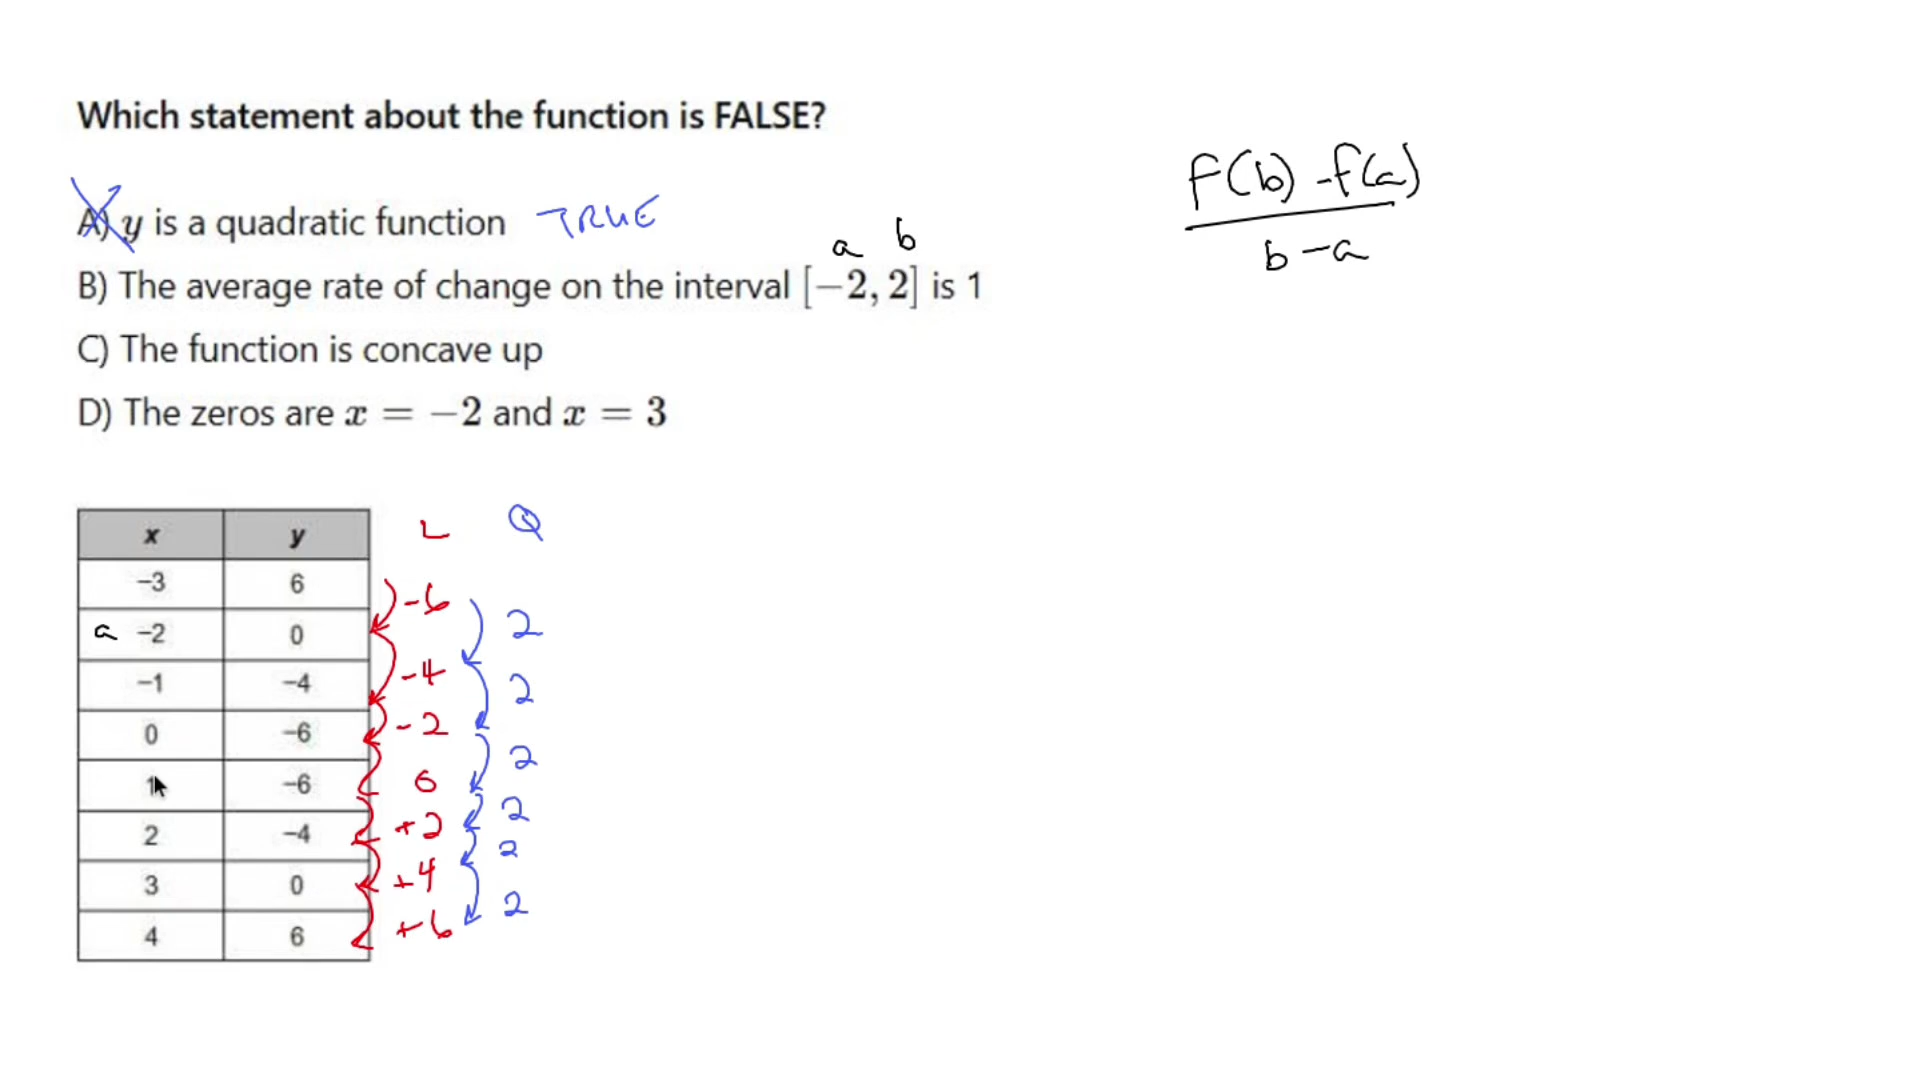 Which statement about the function is FALSE?
A) y is a quadratic function TRUE
a b
B) The average rate of change on the interval [−2, 2] is 1
C) The function is concave up
D) The zeros are x = −2 and x = 3
F(b) - f(a)
b - a
x y L Q
−3 6
-6
2
a −2 0
-4
2
−1 −4
-2
2
0 −6
0
2
1 −6
+2
2
2 −4
+4
2
3 0
+6
4 6